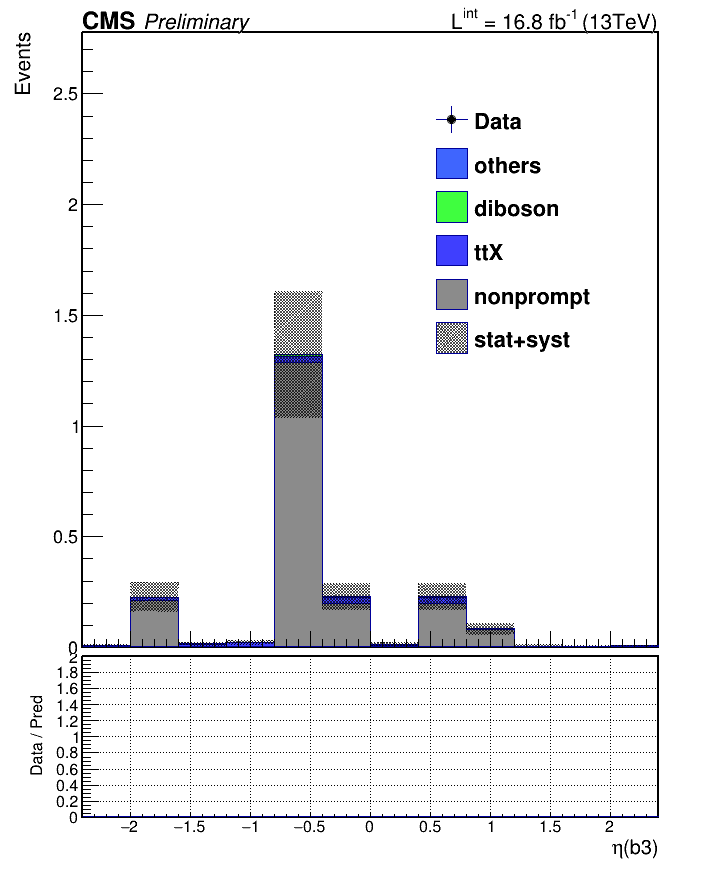 CMS Preliminary
L^int = 16.8 fb^-1 (13TeV)
Events
2.5
2
1.5
1
0.5
0
Data
others
diboson
ttX
nonprompt
stat+syst
Data / Pred
2
1.8
1.6
1.4
1.2
1
0.8
0.6
0.4
0.2
0
−2 −1.5 −1 −0.5 0 0.5 1 1.5 2
η(b3)